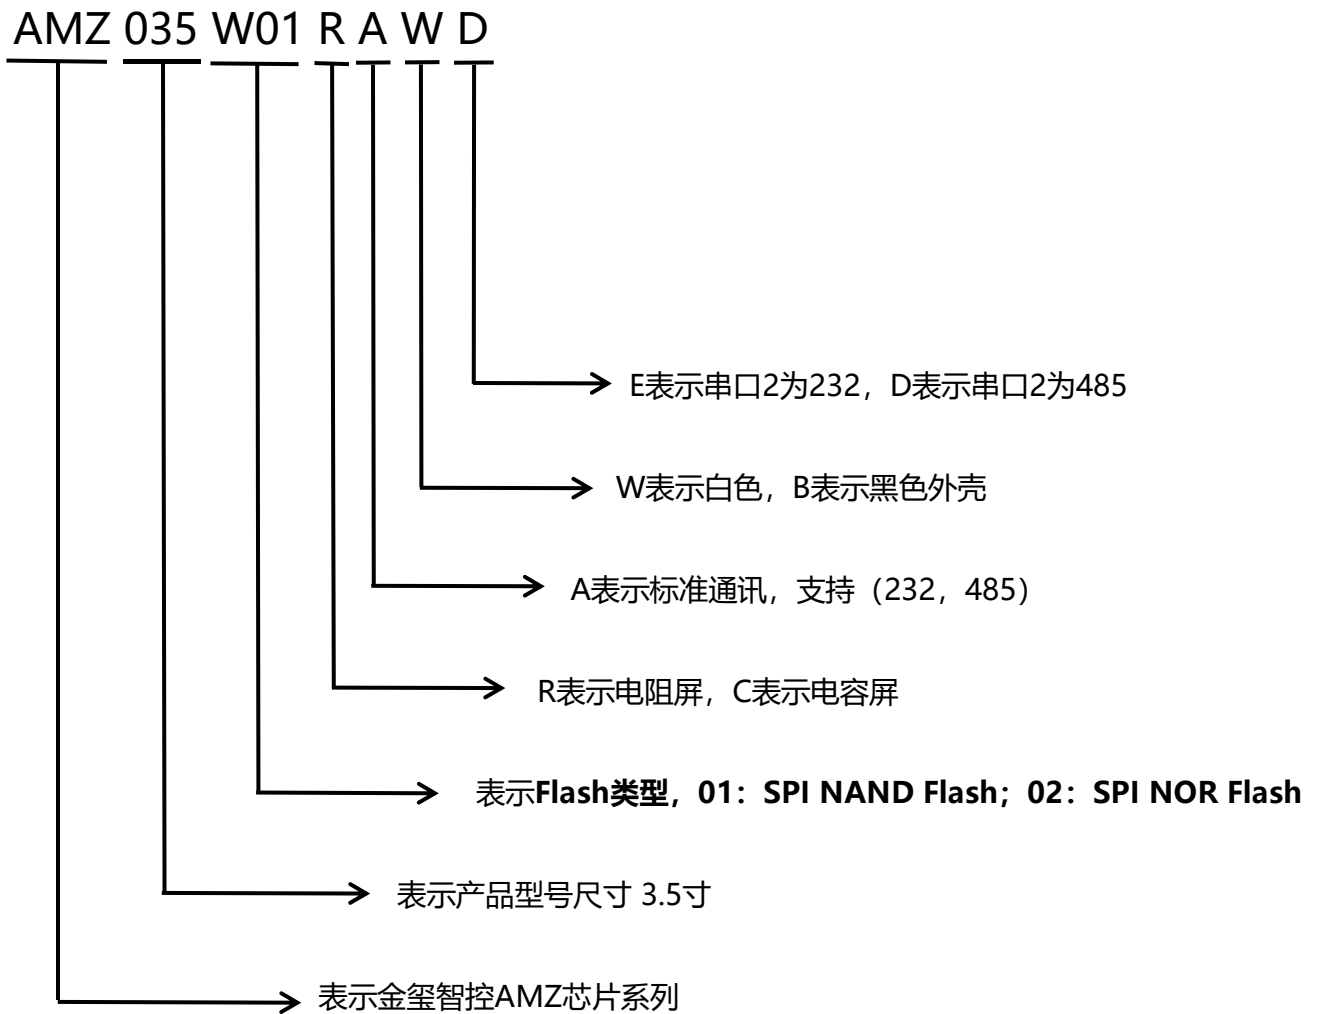 AMZ 035 W01 R A W D
E表示串口2为232，D表示串口2为485
W表示白色，B表示黑色外壳
A表示标准通讯，支持（232，485）
R表示电阻屏，C表示电容屏
表示Flash类型，01：SPI NAND Flash；02：SPI NOR Flash
表示产品型号尺寸 3.5寸
表示金玺智控AMZ芯片系列